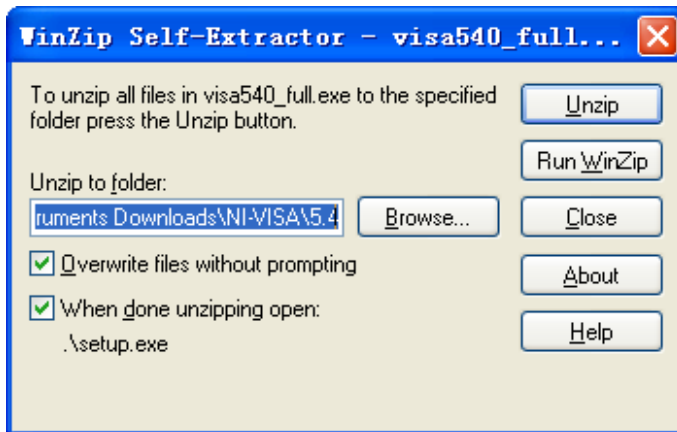 WinZip Self-Extractor - visa540_full...
To unzip all files in visa540_full.exe to the specified
folder press the Unzip button.
Unzip to folder:
ruments Downloads\NI-VISA\5.4
Browse...
Overwrite files without prompting
When done unzipping open:
.\setup.exe
Unzip
Run WinZip
Close
About
Help